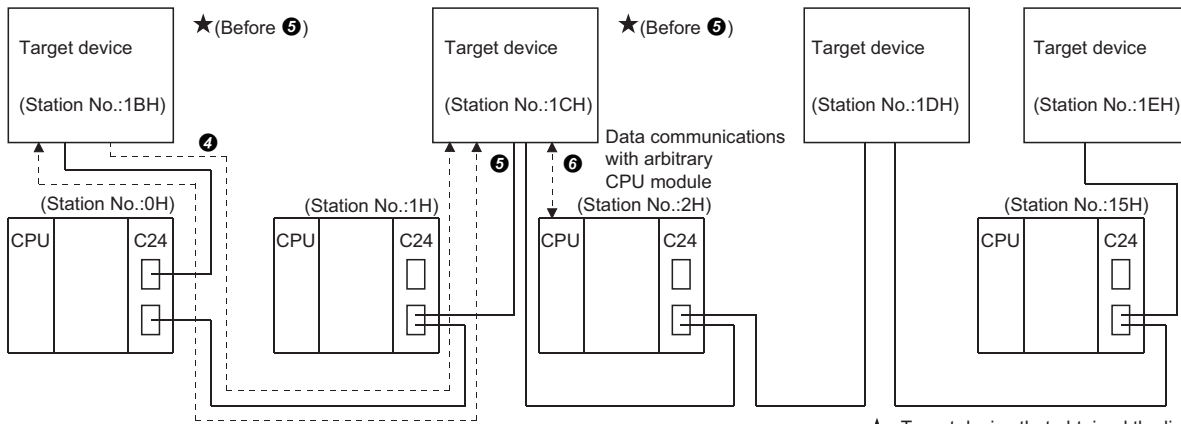 ★(Before ❺)
★(Before ❺)
Target device
(Station No.:1BH)
Target device
(Station No.:1CH)
Target device
(Station No.:1DH)
Target device
(Station No.:1EH)
❹
❺
❻
Data communications
with arbitrary
CPU module
(Station No.:0H)
(Station No.:1H)
(Station No.:2H)
(Station No.:15H)
CPU
C24
CPU
C24
CPU
C24
CPU
C24